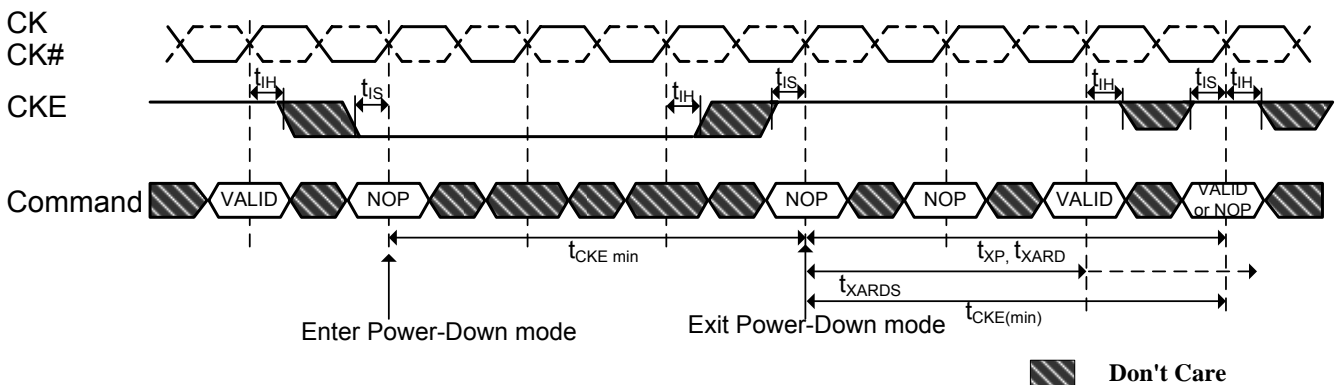 CK
CK#
tIH tIS tIH tIS tIH tIS tIH
CKE
Command VALID NOP NOP NOP VALID VALID or NOP
tCKE min tXP, tXARD
tXARDS
tCKE(min)
Enter Power-Down mode Exit Power-Down mode
Don't Care